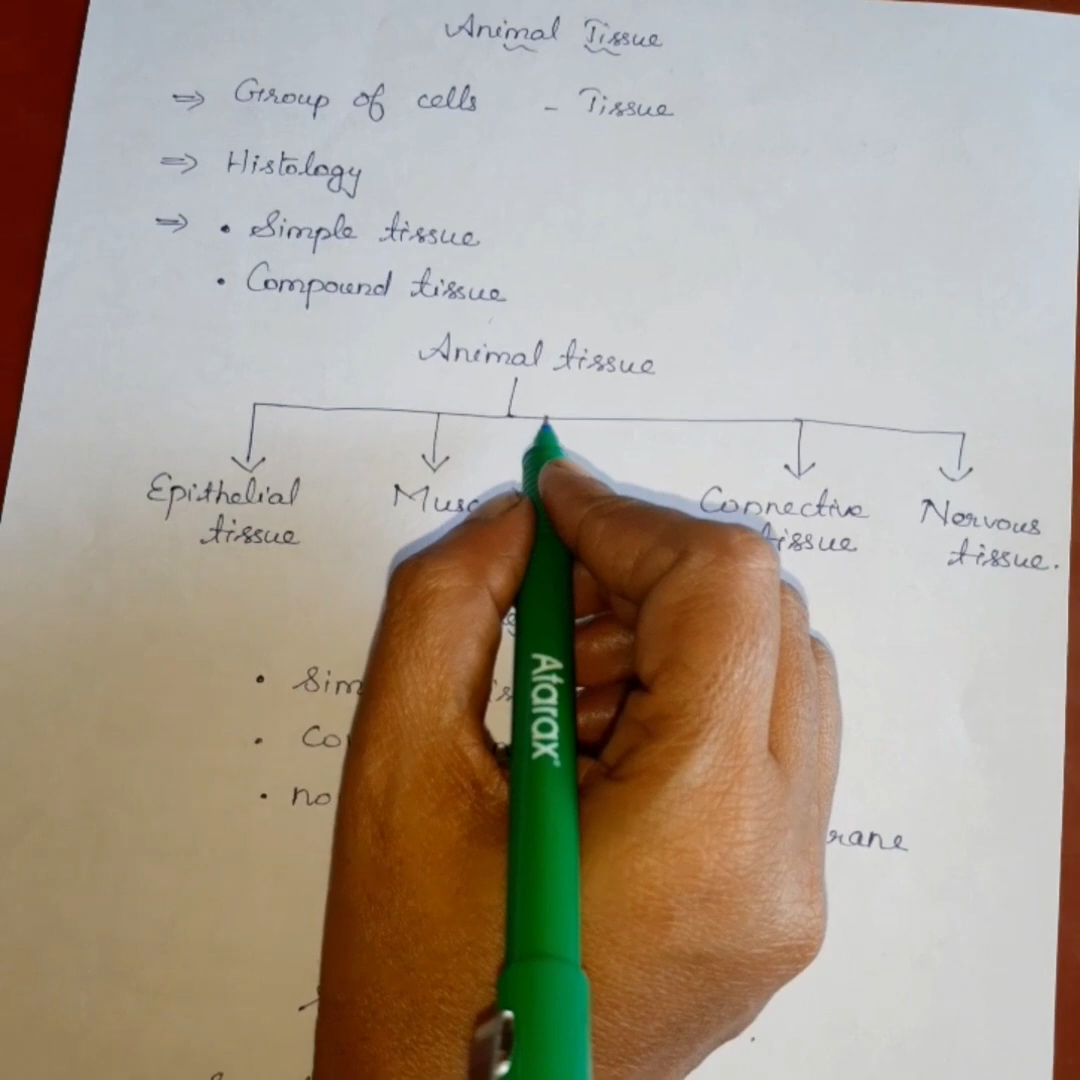 Animal Tissue
⇒ Group of cells - Tissue
⇒ Histology
⇒ • Simple tissue
• Compound tissue
Animal tissue
Epithelial tissue
Connective tissue
Nervous tissue.
Atarax